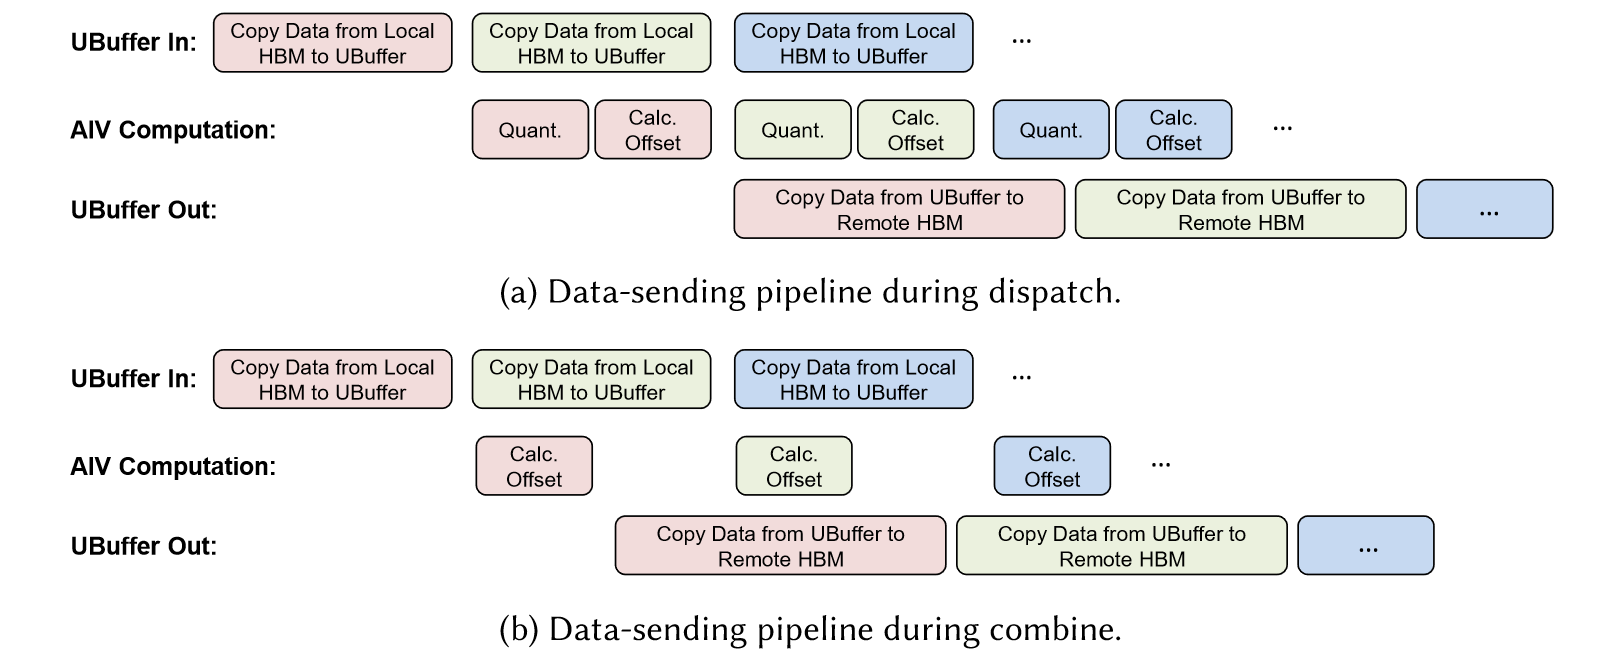 UBuffer In:
Copy Data from Local
HBM to UBuffer
Copy Data from Local
HBM to UBuffer
Copy Data from Local
HBM to UBuffer
...
AIV Computation:
Quant.
Calc.
Offset
Quant.
Calc.
Offset
Quant.
Calc.
Offset
...
UBuffer Out:
Copy Data from UBuffer to
Remote HBM
Copy Data from UBuffer to
Remote HBM
...
(a) Data-sending pipeline during dispatch.
UBuffer In:
Copy Data from Local
HBM to UBuffer
Copy Data from Local
HBM to UBuffer
Copy Data from Local
HBM to UBuffer
...
AIV Computation:
Calc.
Offset
Calc.
Offset
Calc.
Offset
...
UBuffer Out:
Copy Data from UBuffer to
Remote HBM
Copy Data from UBuffer to
Remote HBM
...
(b) Data-sending pipeline during combine.